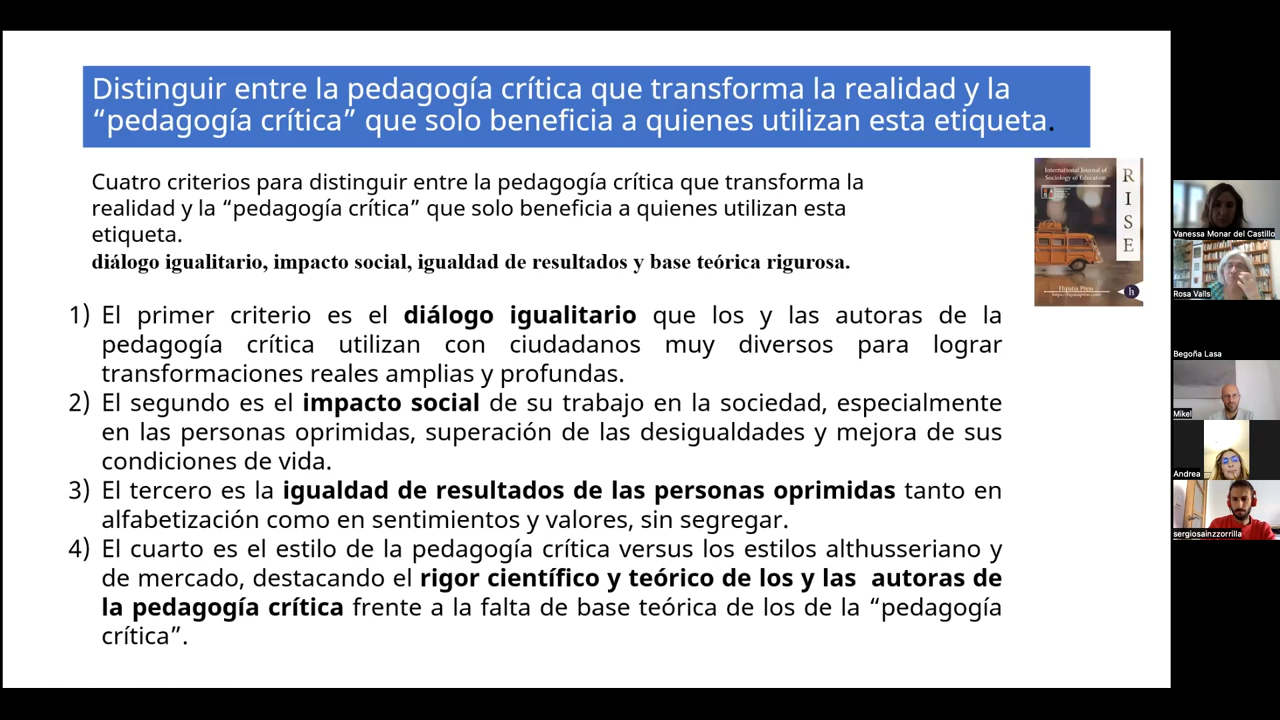 Distinguir entre la pedagogía crítica que transforma la realidad y la
“pedagogía crítica” que solo beneficia a quienes utilizan esta etiqueta.
Cuatro criterios para distinguir entre la pedagogía crítica que transforma la
realidad y la “pedagogía crítica” que solo beneficia a quienes utilizan esta
etiqueta.
diálogo igualitario, impacto social, igualdad de resultados y base teórica rigurosa.
International Journal of
Sociology of Education
R
I
S
E
Hipatia Press
h
1) El primer criterio es el diálogo igualitario que los y las autoras de la
pedagogía crítica utilizan con ciudadanos muy diversos para lograr
transformaciones reales amplias y profundas.
2) El segundo es el impacto social de su trabajo en la sociedad, especialmente
en las personas oprimidas, superación de las desigualdades y mejora de sus
condiciones de vida.
3) El tercero es la igualdad de resultados de las personas oprimidas tanto en
alfabetización como en sentimientos y valores, sin segregar.
4) El cuarto es el estilo de la pedagogía crítica versus los estilos althusseriano y
de mercado, destacando el rigor científico y teórico de los y las autoras de
la pedagogía crítica frente a la falta de base teórica de los de la “pedagogía
crítica”.
Vanessa Monar del Castillo
Rosa Valls
Begoña Lasa
Mikel
Andrea
sergiosainzzorrilla